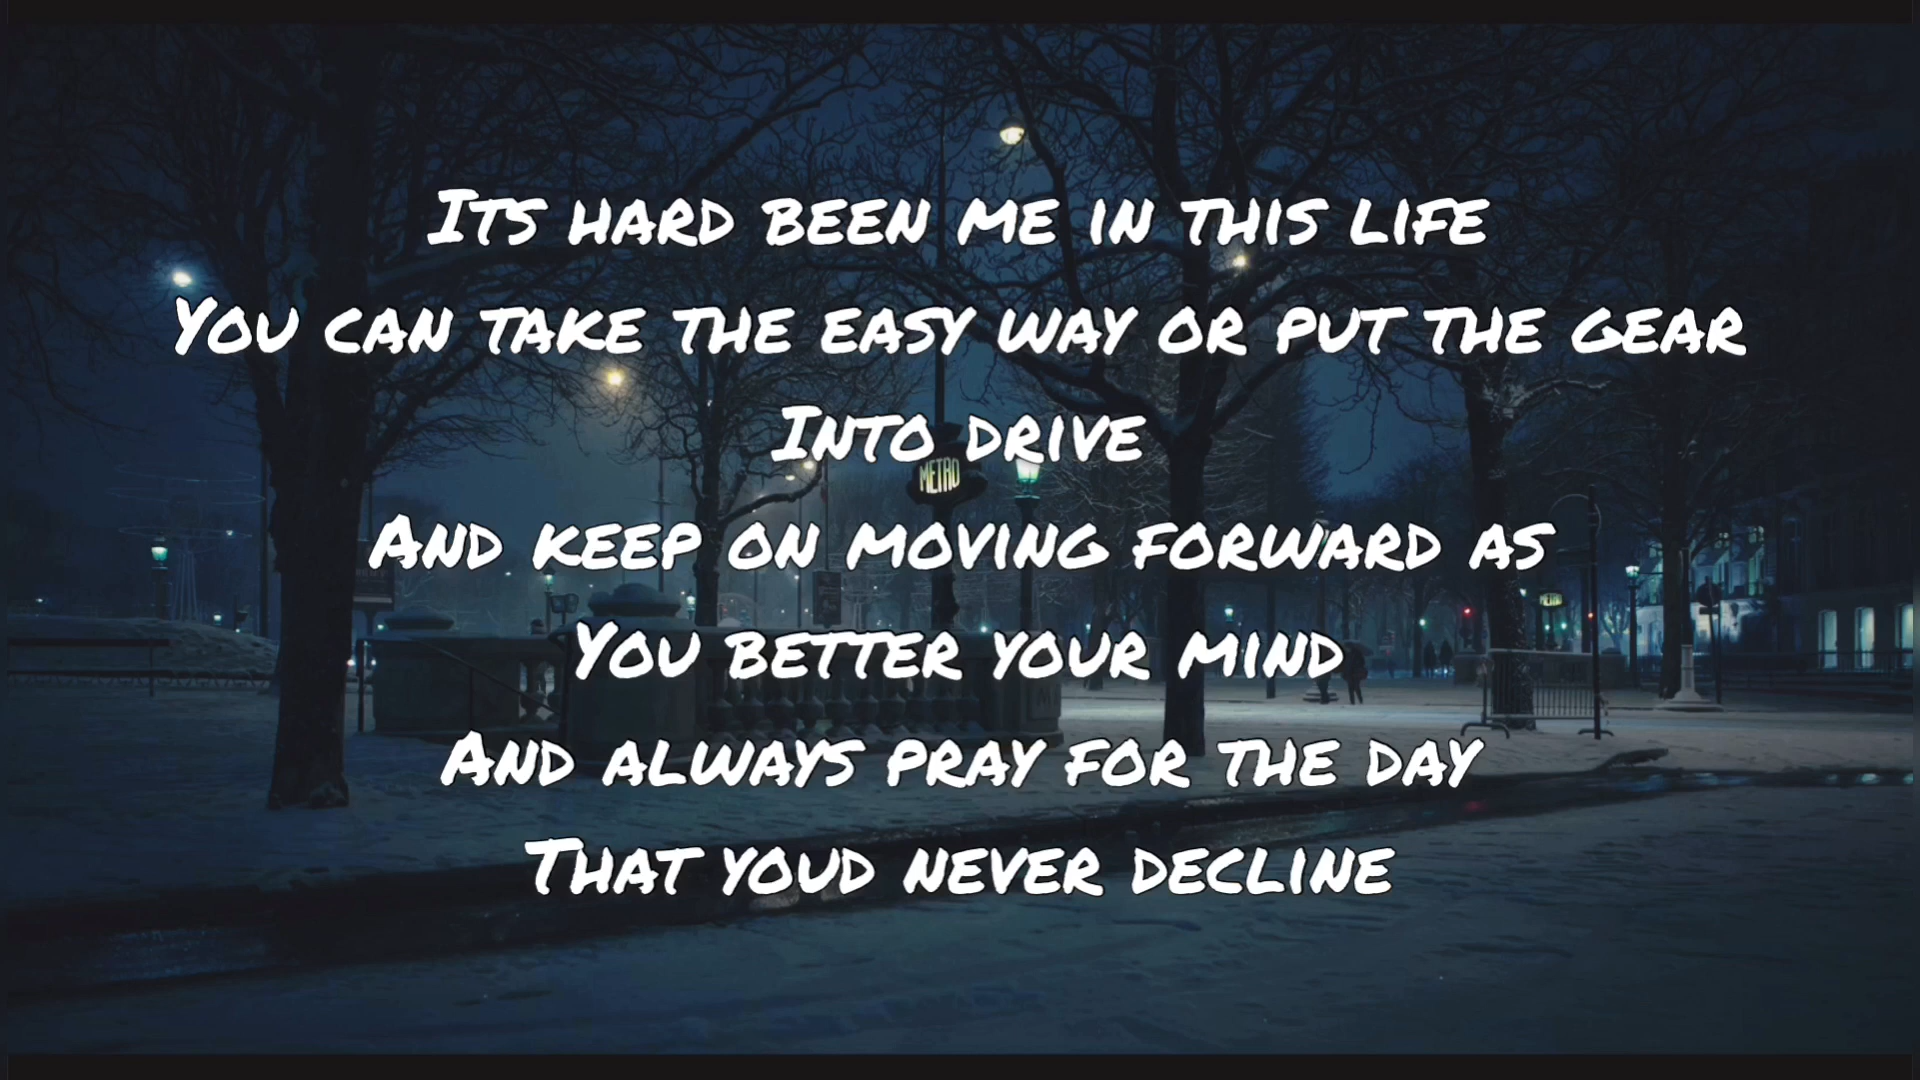 Its hard been me in this life
You can take the easy way or put the gear
Into drive
METRO
And keep on moving forward as
You better your mind
And always pray for the day
That youd never decline
METRO